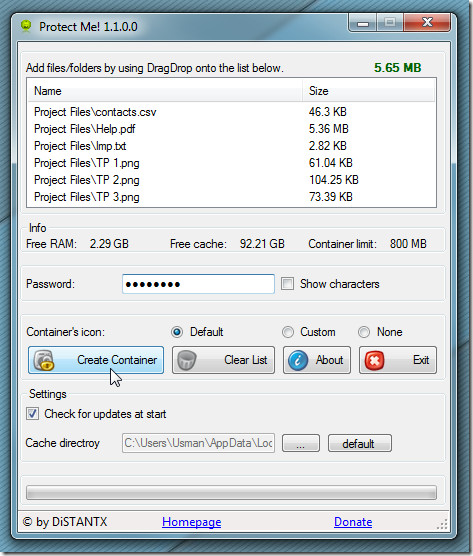 Protect Me! 1.1.0.0
Add files/folders by using DragDrop onto the list below. 5.65 MB
Name Size
Project Files\contacts.csv 46.3 KB
Project Files\Help.pdf 5.36 MB
Project Files\Imp.txt 2.82 KB
Project Files\TP 1.png 61.04 KB
Project Files\TP 2.png 104.25 KB
Project Files\TP 3.png 73.39 KB
Info
Free RAM: 2.29 GB Free cache: 92.21 GB Container limit: 800 MB
Password: ●●●●●●●● Show characters
Container's icon: Default Custom None
Create Container Clear List About Exit
Settings
Check for updates at start
Cache directroy C:\Users\Usman\AppData\Loc ... default
© by DiSTANTX Homepage Donate